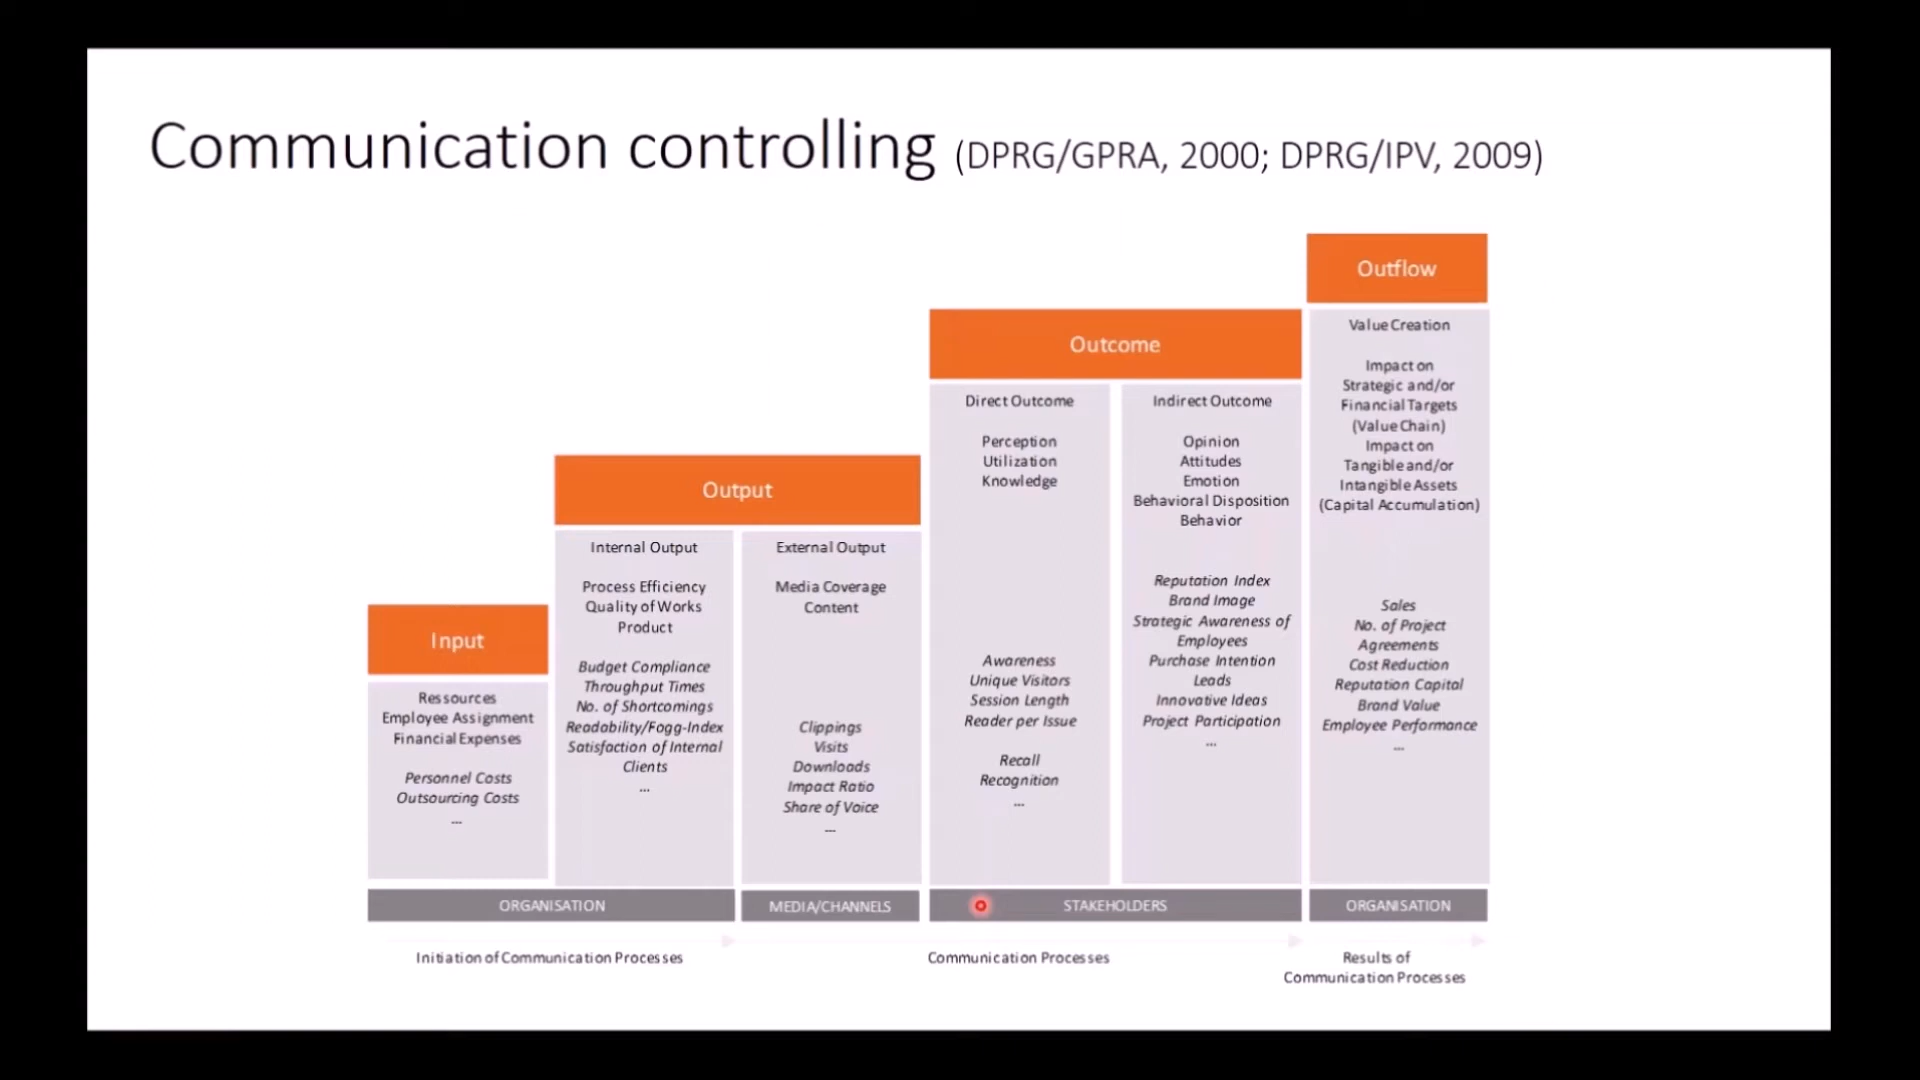 Communication controlling (DPRG/GPRA, 2000; DPRG/IPV, 2009)
Input
Ressources
Employee Assignment
Financial Expenses
Personnel Costs
Outsourcing Costs
...
Output
Internal Output
Process Efficiency
Quality of Works
Product
Budget Compliance
Throughput Times
No. of Shortcomings
Readability/Fogg-Index
Satisfaction of Internal
Clients
...
External Output
Media Coverage
Content
Clippings
Visits
Downloads
Impact Ratio
Share of Voice
...
Outcome
Direct Outcome
Perception
Utilization
Knowledge
Awareness
Unique Visitors
Session Length
Reader per Issue
Recall
Recognition
...
Indirect Outcome
Opinion
Attitudes
Emotion
Behavioral Disposition
Behavior
Reputation Index
Brand Image
Strategic Awareness of
Employees
Purchase Intention
Leads
Innovative Ideas
Project Participation
...
Outflow
Value Creation
Impact on
Strategic and/or
Financial Targets
(Value Chain)
Impact on
Tangible and/or
Intangible Assets
(Capital Accumulation)
Sales
No. of Project
Agreements
Cost Reduction
Reputation Capital
Brand Value
Employee Performance
...
ORGANISATION
MEDIA/CHANNELS
STAKEHOLDERS
ORGANISATION
Initiation of Communication Processes
Communication Processes
Results of
Communication Processes